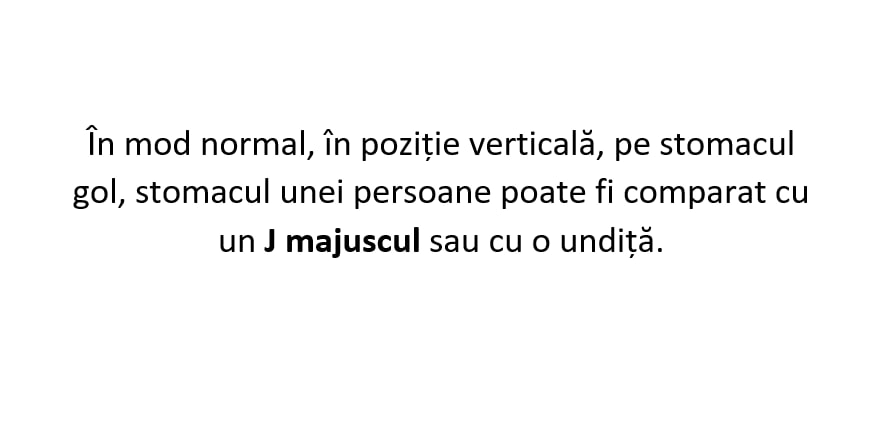 În mod normal, în poziție verticală, pe stomacul
gol, stomacul unei persoane poate fi comparat cu
un J majuscul sau cu o undiță.